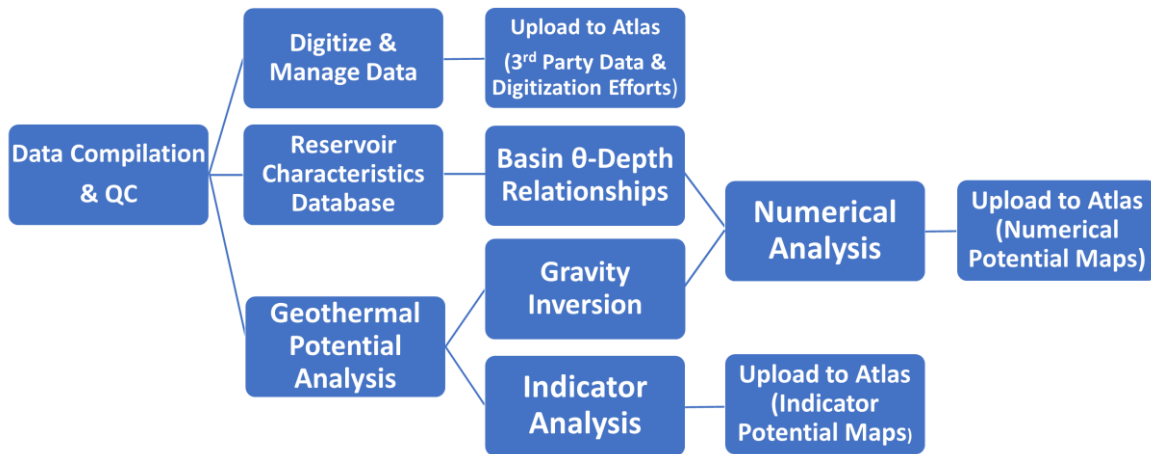 Data Compilation
& QC
Digitize &
Manage Data
Upload to Atlas
(3rd Party Data &
Digitization Efforts)
Reservoir
Characteristics
Database
Basin θ-Depth
Relationships
Geothermal
Potential
Analysis
Gravity
Inversion
Indicator
Analysis
Numerical
Analysis
Upload to Atlas
(Numerical
Potential Maps)
Upload to Atlas
(Indicator
Potential Maps)